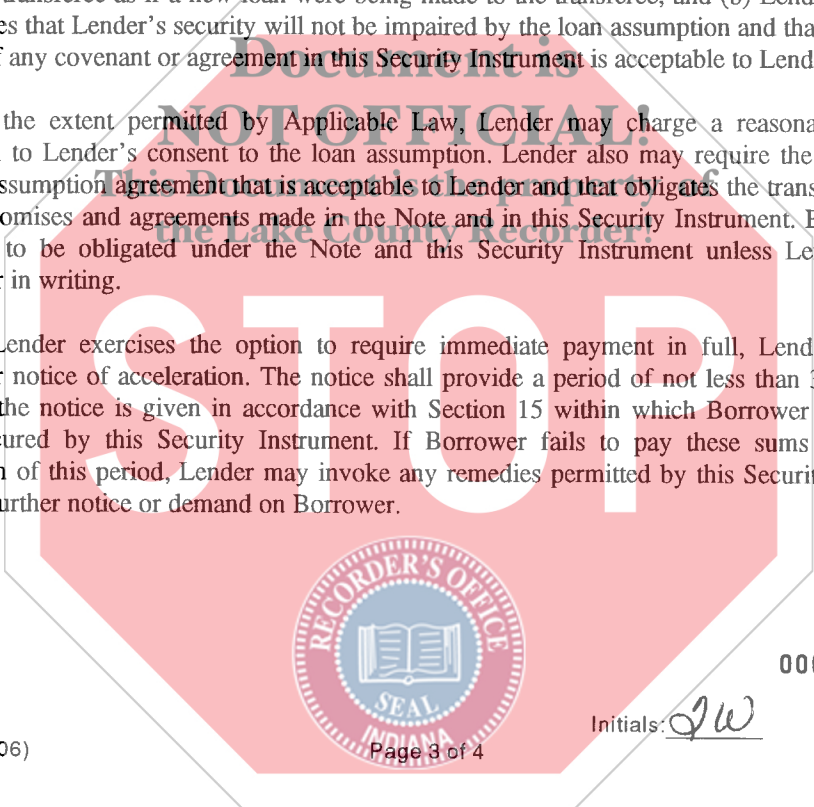 transferee as if a new loan were being made to the transferee; and (b) Lend
es that Lender's security will not be impaired by the loan assumption and tha
f any covenant or agreement in this Security Instrument is acceptable to Lend
Document is
the extent permitted by Applicable Law, Lender may charge a reasona
NOT OFFICIAL!
to Lender's consent to the loan assumption. Lender also may require the
ssumption agreement that is acceptable to Lender and that obligates the trans
This Document is the property of
omises and agreements made in the Note and in this Security Instrument. B
the Lake County Recorder!
to be obligated under the Note and this Security Instrument unless Le
r in writing.
STOP
Lender exercises the option to require immediate payment in full, Lend
r notice of acceleration. The notice shall provide a period of not less than 3
the notice is given in accordance with Section 15 within which Borrower
ured by this Security Instrument. If Borrower fails to pay these sums
n of this period, Lender may invoke any remedies permitted by this Securit
urther notice or demand on Borrower.
RECORDER'S OFFICE
SEAL
INDIANA
000
Initials: JW
06)
Page 3 of 4